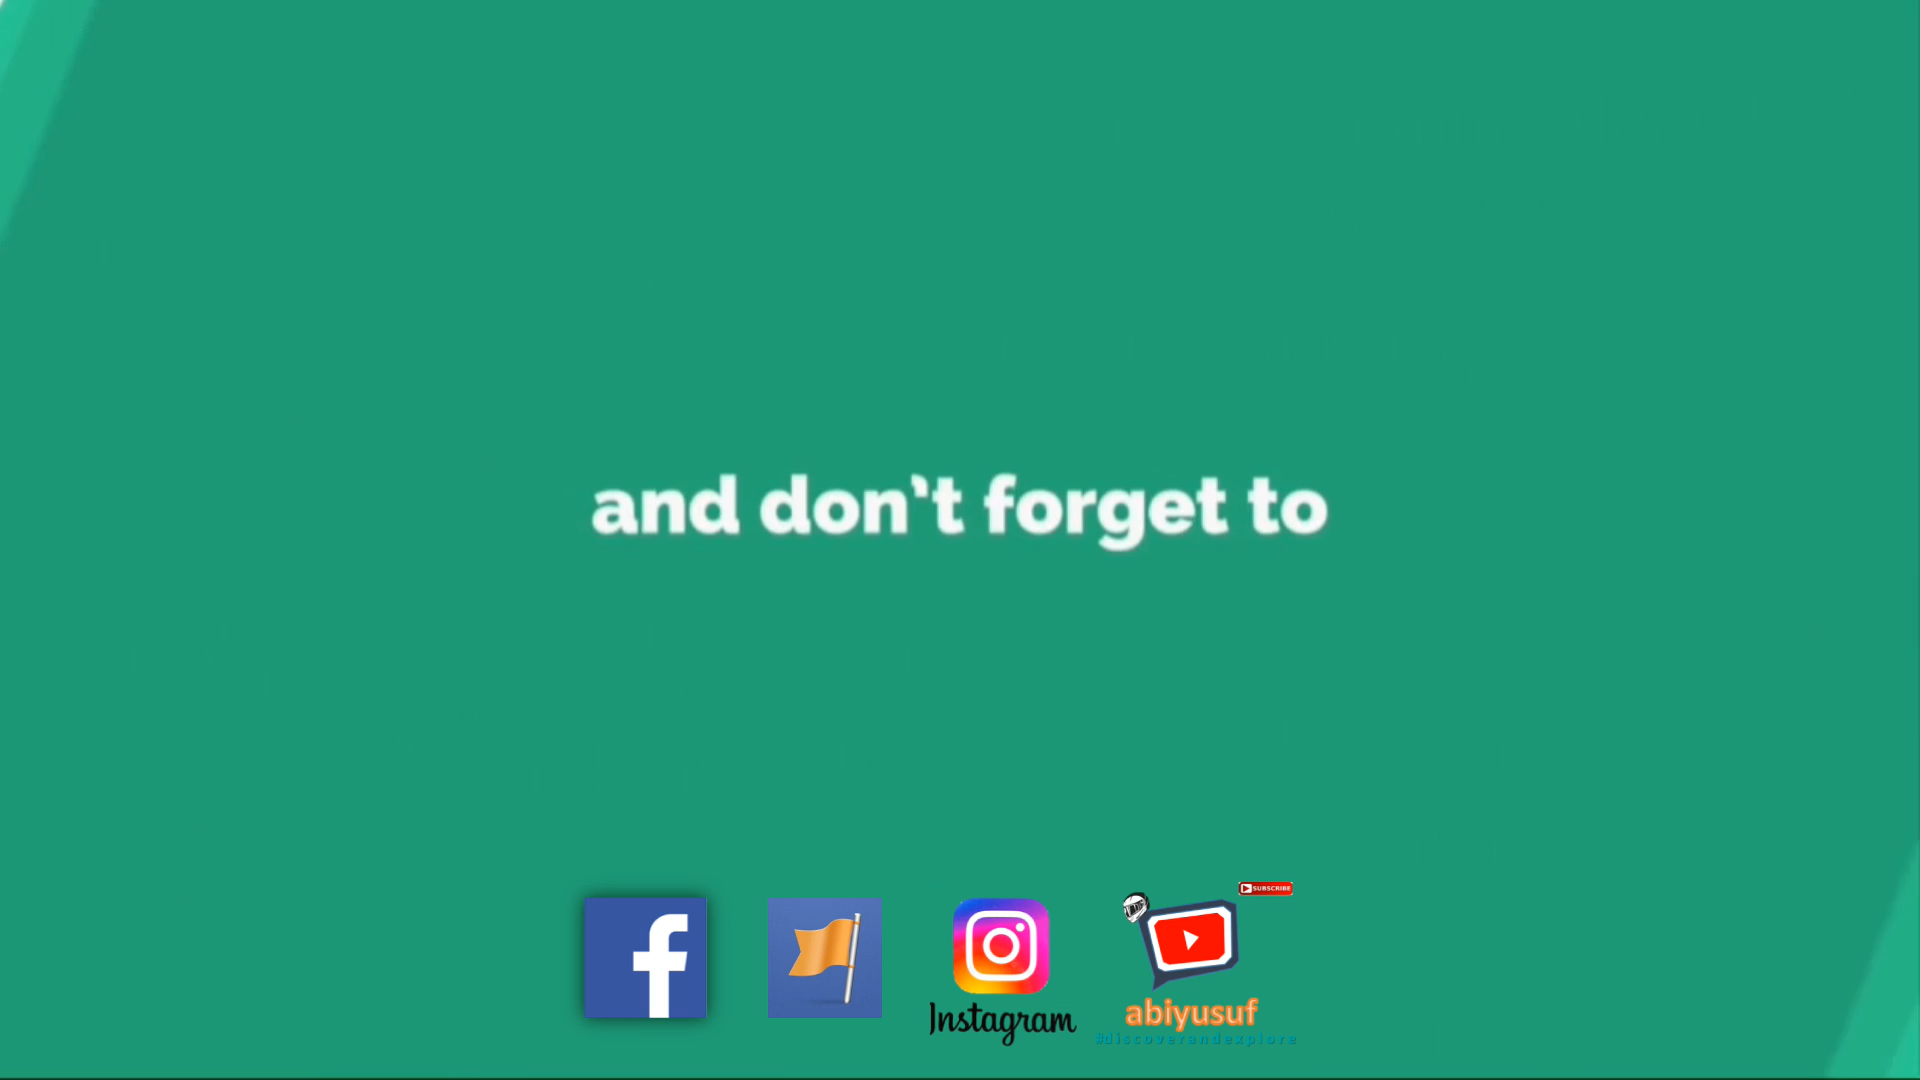 and don't forget to
SUBSCRIBE
Instagram
abiyusuf
#discoverandexplore